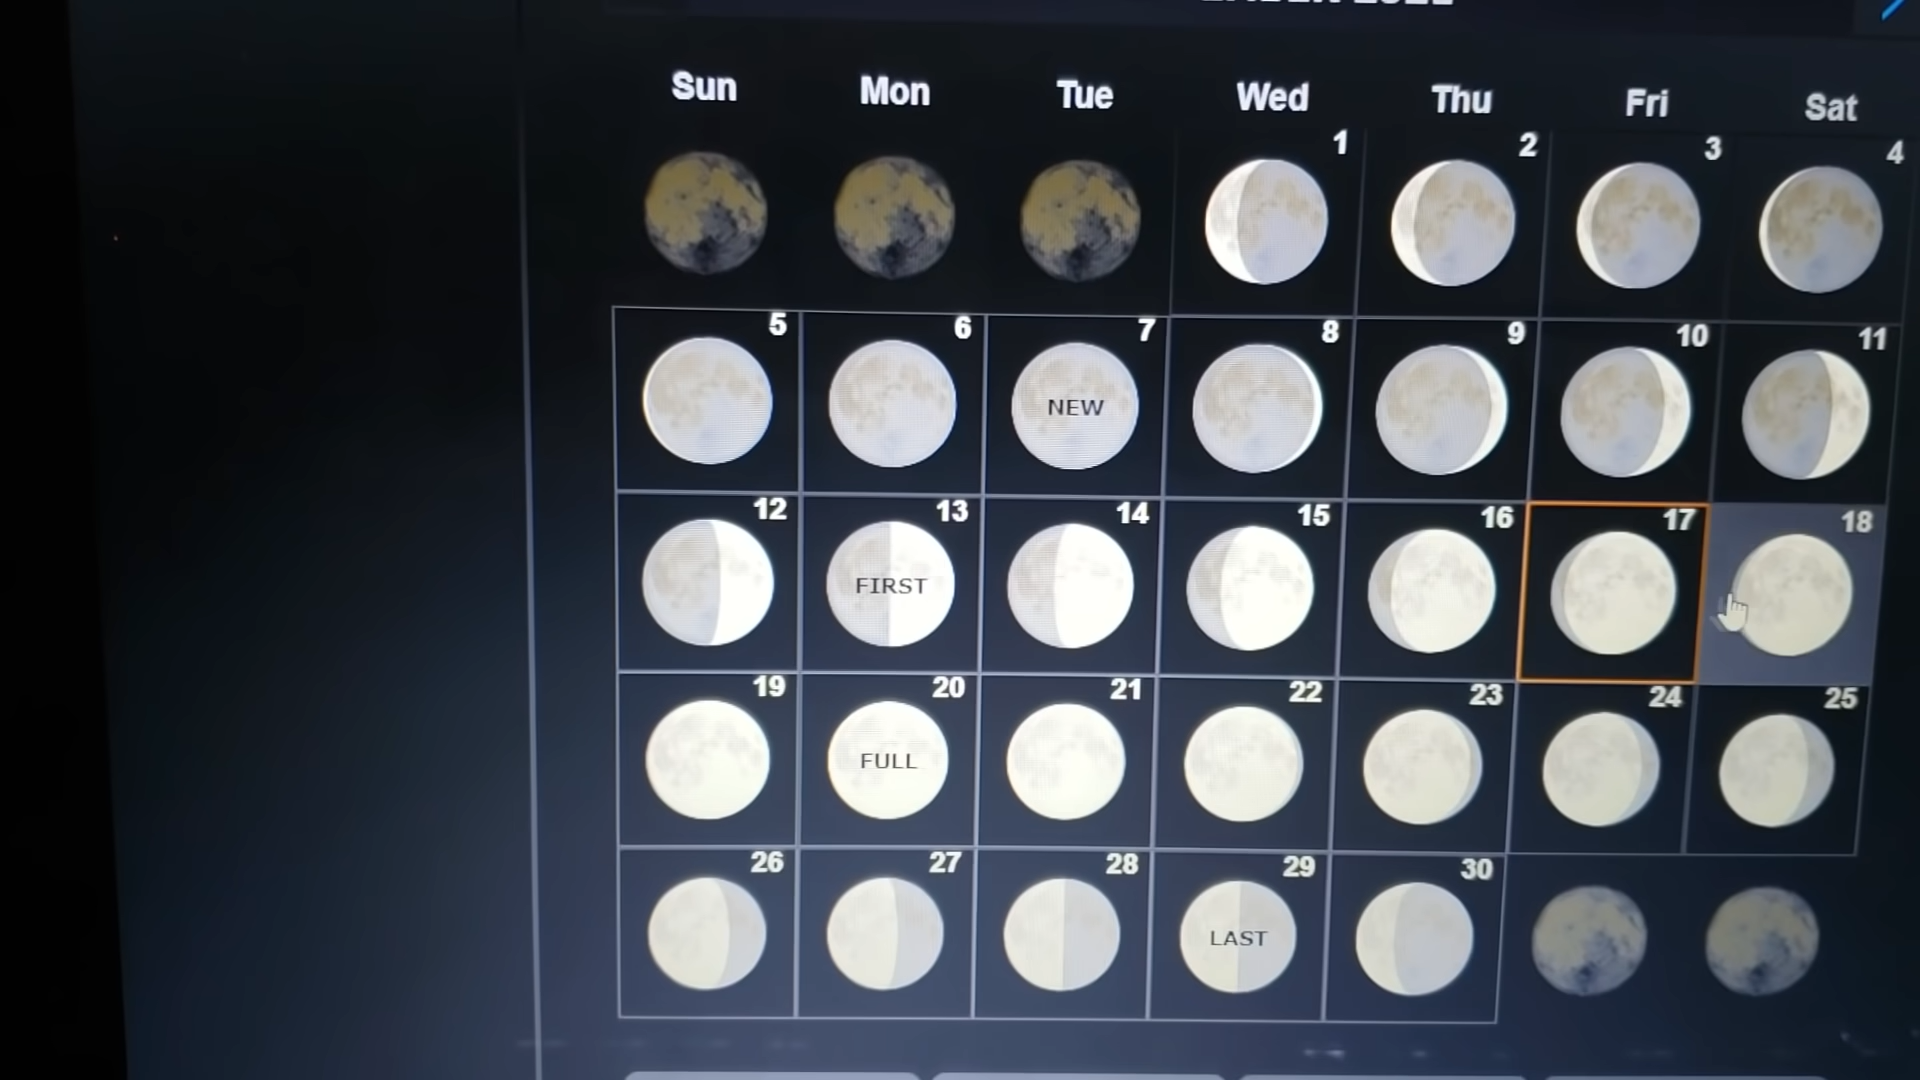 Sun Mon Tue Wed Thu Fri Sat
1 2 3 4
5 6 7 8 9 10 11
NEW
12 13 14 15 16 17 18
FIRST
19 20 21 22 23 24 25
FULL
26 27 28 29 30
LAST